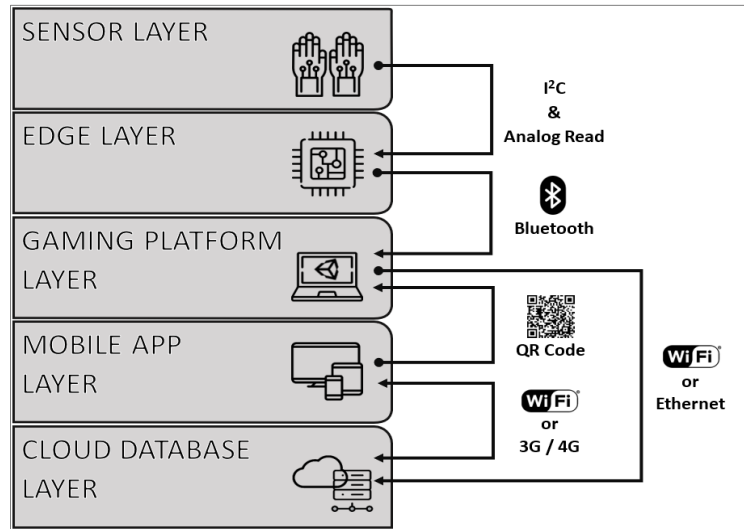 SENSOR LAYER
I²C
&
Analog Read
EDGE LAYER
Bluetooth
GAMING PLATFORM
LAYER
QR Code
MOBILE APP
LAYER
WiFi
or
3G / 4G
WiFi
or
Ethernet
CLOUD DATABASE
LAYER